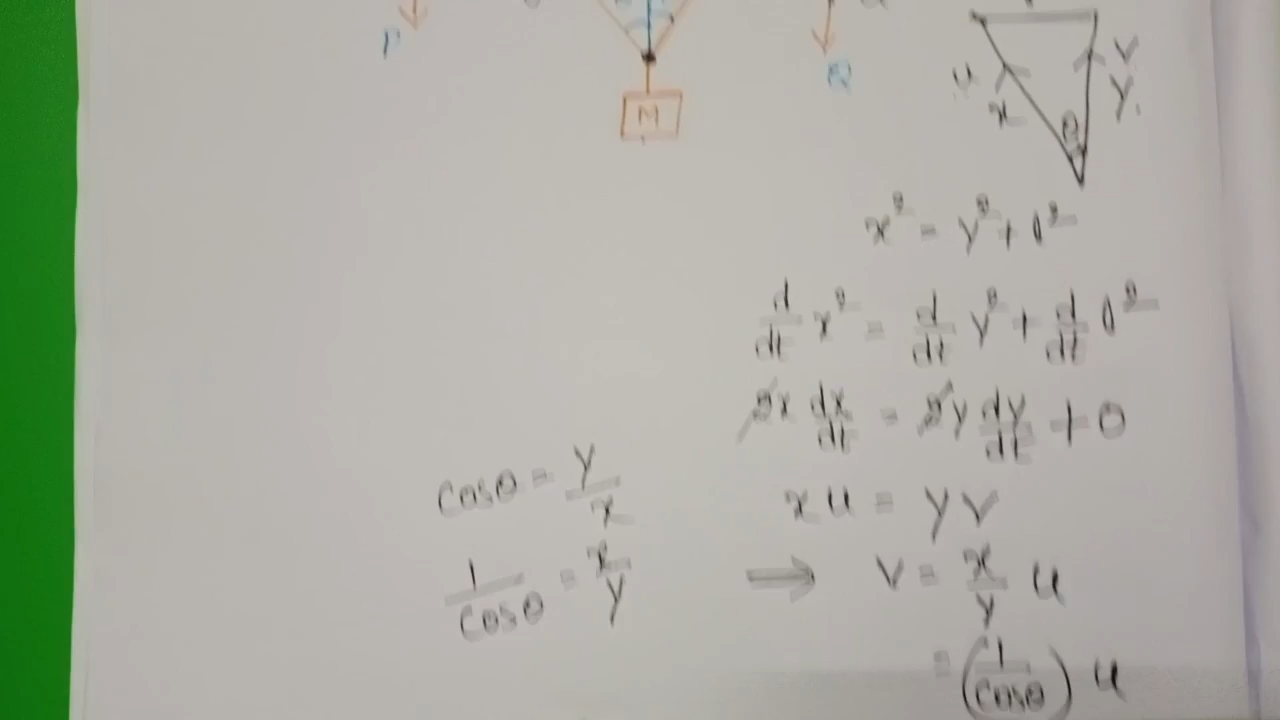 P
M
Q
u
x
θ
v
y
x² = y² + l²
d/dt x² = d/dt y² + d/dt l²
2x dx/dt = 2y dy/dt + 0
cosθ = y/x
xu = yv
1/cosθ = x/y
⇒ v = x/y u
= (1/cosθ) u